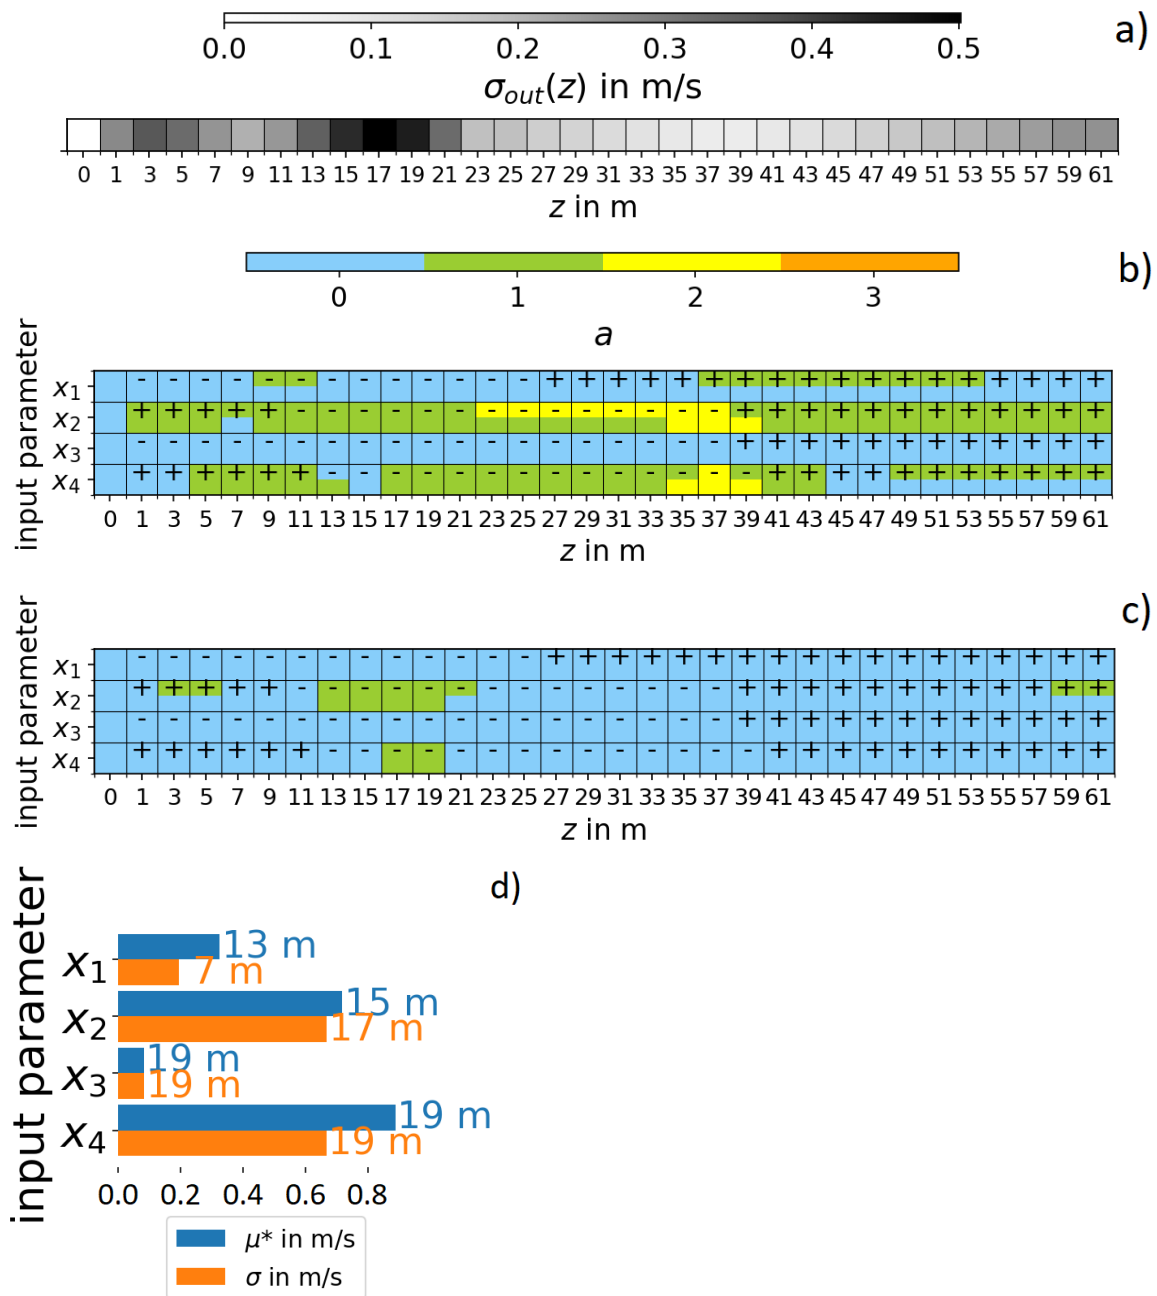 a)
0.0 0.1 0.2 0.3 0.4 0.5
σ_out(z) in m/s
0 1 3 5 7 9 11 13 15 17 19 21 23 25 27 29 31 33 35 37 39 41 43 45 47 49 51 53 55 57 59 61
z in m
b)
0 1 2 3
a
input parameter
x₁ - - - - - - - - - - - - - + + + + + + + + + + + + + + + + + +
x₂ + + + + + - - - - - - - - - - - - - - + + + + + + + + + + + +
x₃ - - - - - - - - - - - - - - - - - - - + + + + + + + + + + + +
x₄ + + + + + + - - - - - - - - - - - - - - + + + + + + + + + + +
0 1 3 5 7 9 11 13 15 17 19 21 23 25 27 29 31 33 35 37 39 41 43 45 47 49 51 53 55 57 59 61
z in m
c)
input parameter
x₁ - - - - - - - - - - - - - + + + + + + + + + + + + + + + + + +
x₂ + + + + + - - - - - - - - - - - - - - + + + + + + + + + + + +
x₃ - - - - - - - - - - - - - - - - - - - + + + + + + + + + + + +
x₄ + + + + + + - - - - - - - - - - - - - - + + + + + + + + + + +
0 1 3 5 7 9 11 13 15 17 19 21 23 25 27 29 31 33 35 37 39 41 43 45 47 49 51 53 55 57 59 61
z in m
d)
input parameter
x₁
13 m
7 m
x₂
15 m
17 m
x₃
19 m
19 m
x₄
19 m
19 m
0.0 0.2 0.4 0.6 0.8
μ* in m/s
σ in m/s